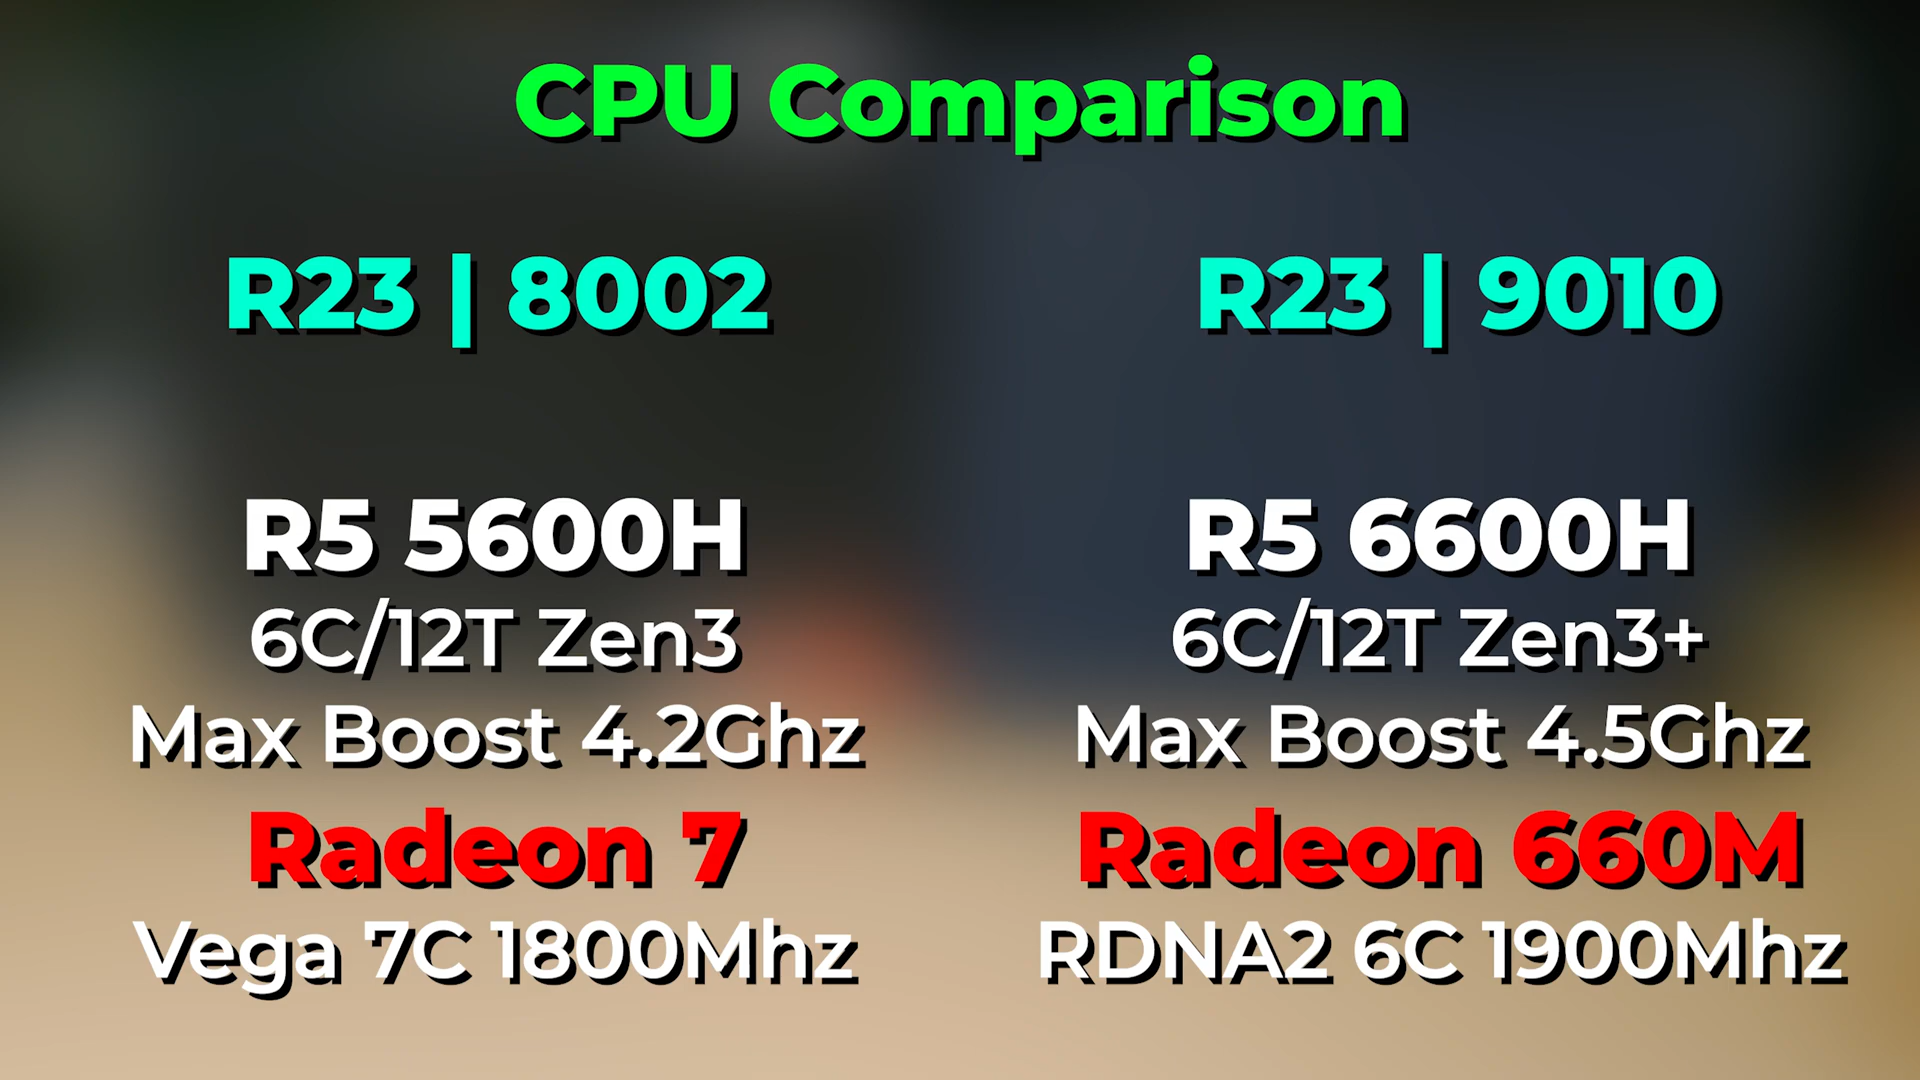 CPU Comparison
R23 | 8002
R5 5600H
6C/12T Zen3
Max Boost 4.2Ghz
Radeon 7
Vega 7C 1800Mhz
R23 | 9010
R5 6600H
6C/12T Zen3+
Max Boost 4.5Ghz
Radeon 660M
RDNA2 6C 1900Mhz